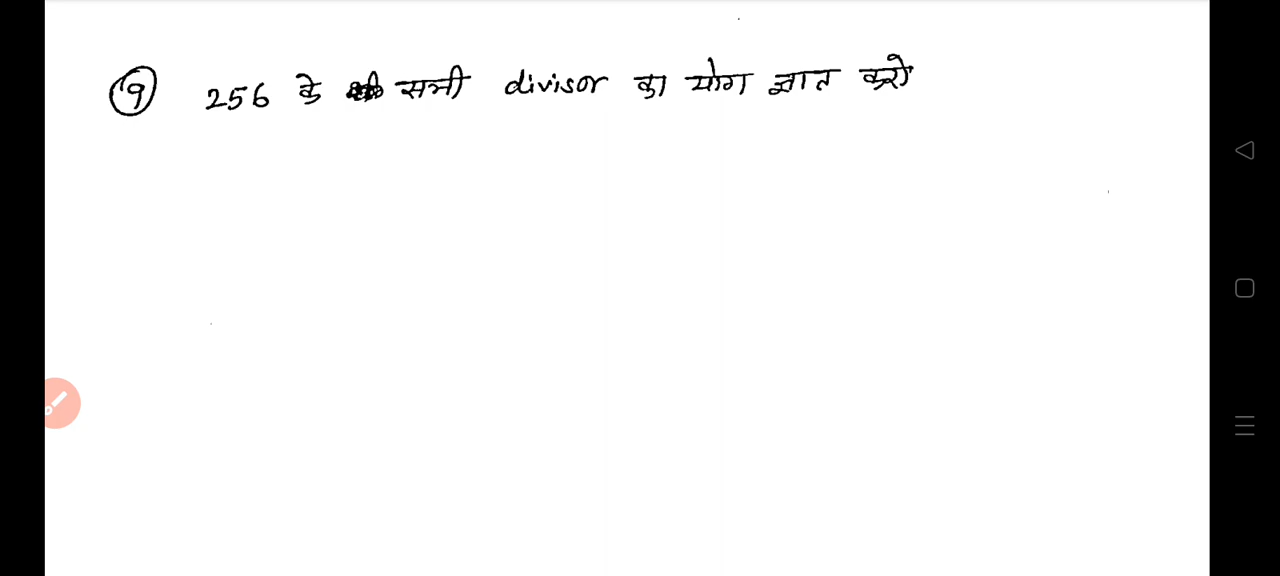 9 256 के सभी divisor का योग ज्ञात करो